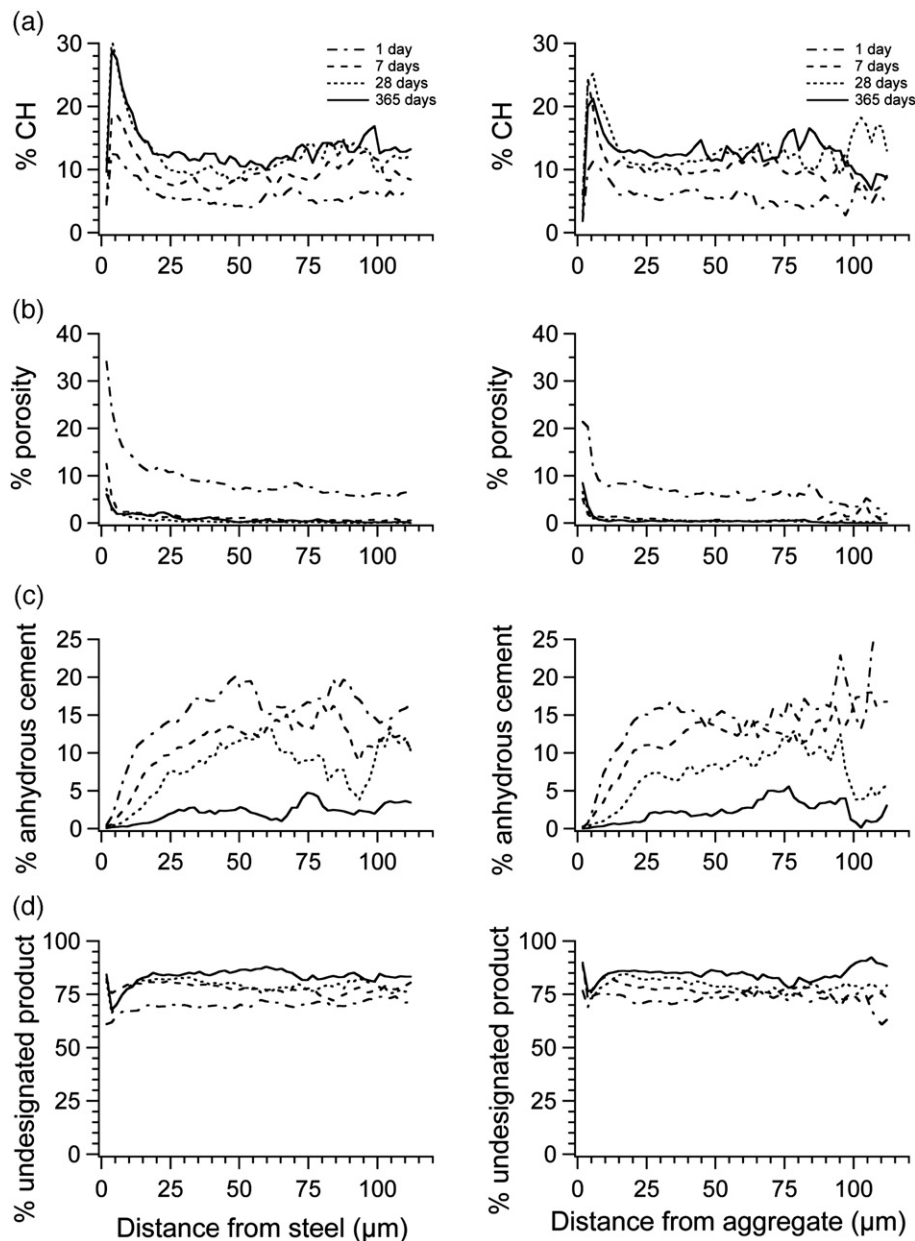 (a)
30
20
10
0
% CH
1 day
7 days
28 days
365 days
0 25 50 75 100
30
20
10
0
% CH
1 day
7 days
28 days
365 days
0 25 50 75 100
(b)
40
30
20
10
0
% porosity
0 25 50 75 100
40
30
20
10
0
% porosity
0 25 50 75 100
(c)
25
20
15
10
5
0
% anhydrous cement
0 25 50 75 100
25
20
15
10
5
0
% anhydrous cement
0 25 50 75 100
(d)
100
75
50
25
0
% undesignated product
0 25 50 75 100
Distance from steel (µm)
100
75
50
25
0
% undesignated product
0 25 50 75 100
Distance from aggregate (µm)